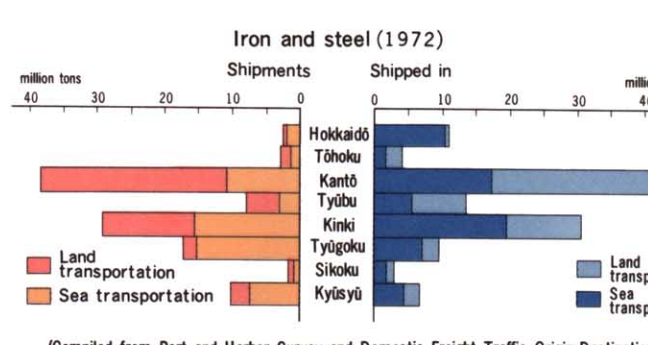 Iron and steel (1972)
million tons
Shipments
Shipped in
40 30 20 10 0
0 10 20 30
Hokkaidō
Tōhoku
Kantō
Tyūbu
Kinki
Tyūgoku
Sikoku
Kyūsyū
Land
transportation
Sea transportation
Land
Sea